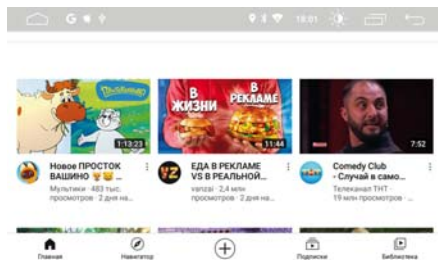 G
18:01
Простоквашино
В
ЖИЗНИ
В
РЕКЛАМЕ
1:13:23
11:44
7:52
Новое ПРОСТОК
ВАШИНО
...
Мультики · 483 тыс.
просмотров · 2 дня на...
YZ
ЕДА В РЕКЛАМЕ
VS В РЕАЛЬНОЙ...
vanzai · 2,4 млн
просмотров · 2 дня на...
Comedy Club
- Случай в само...
Телеканал ТНТ ·
19 млн просмотров · ...
Главная
Навигатор
Подписки
Библиотека